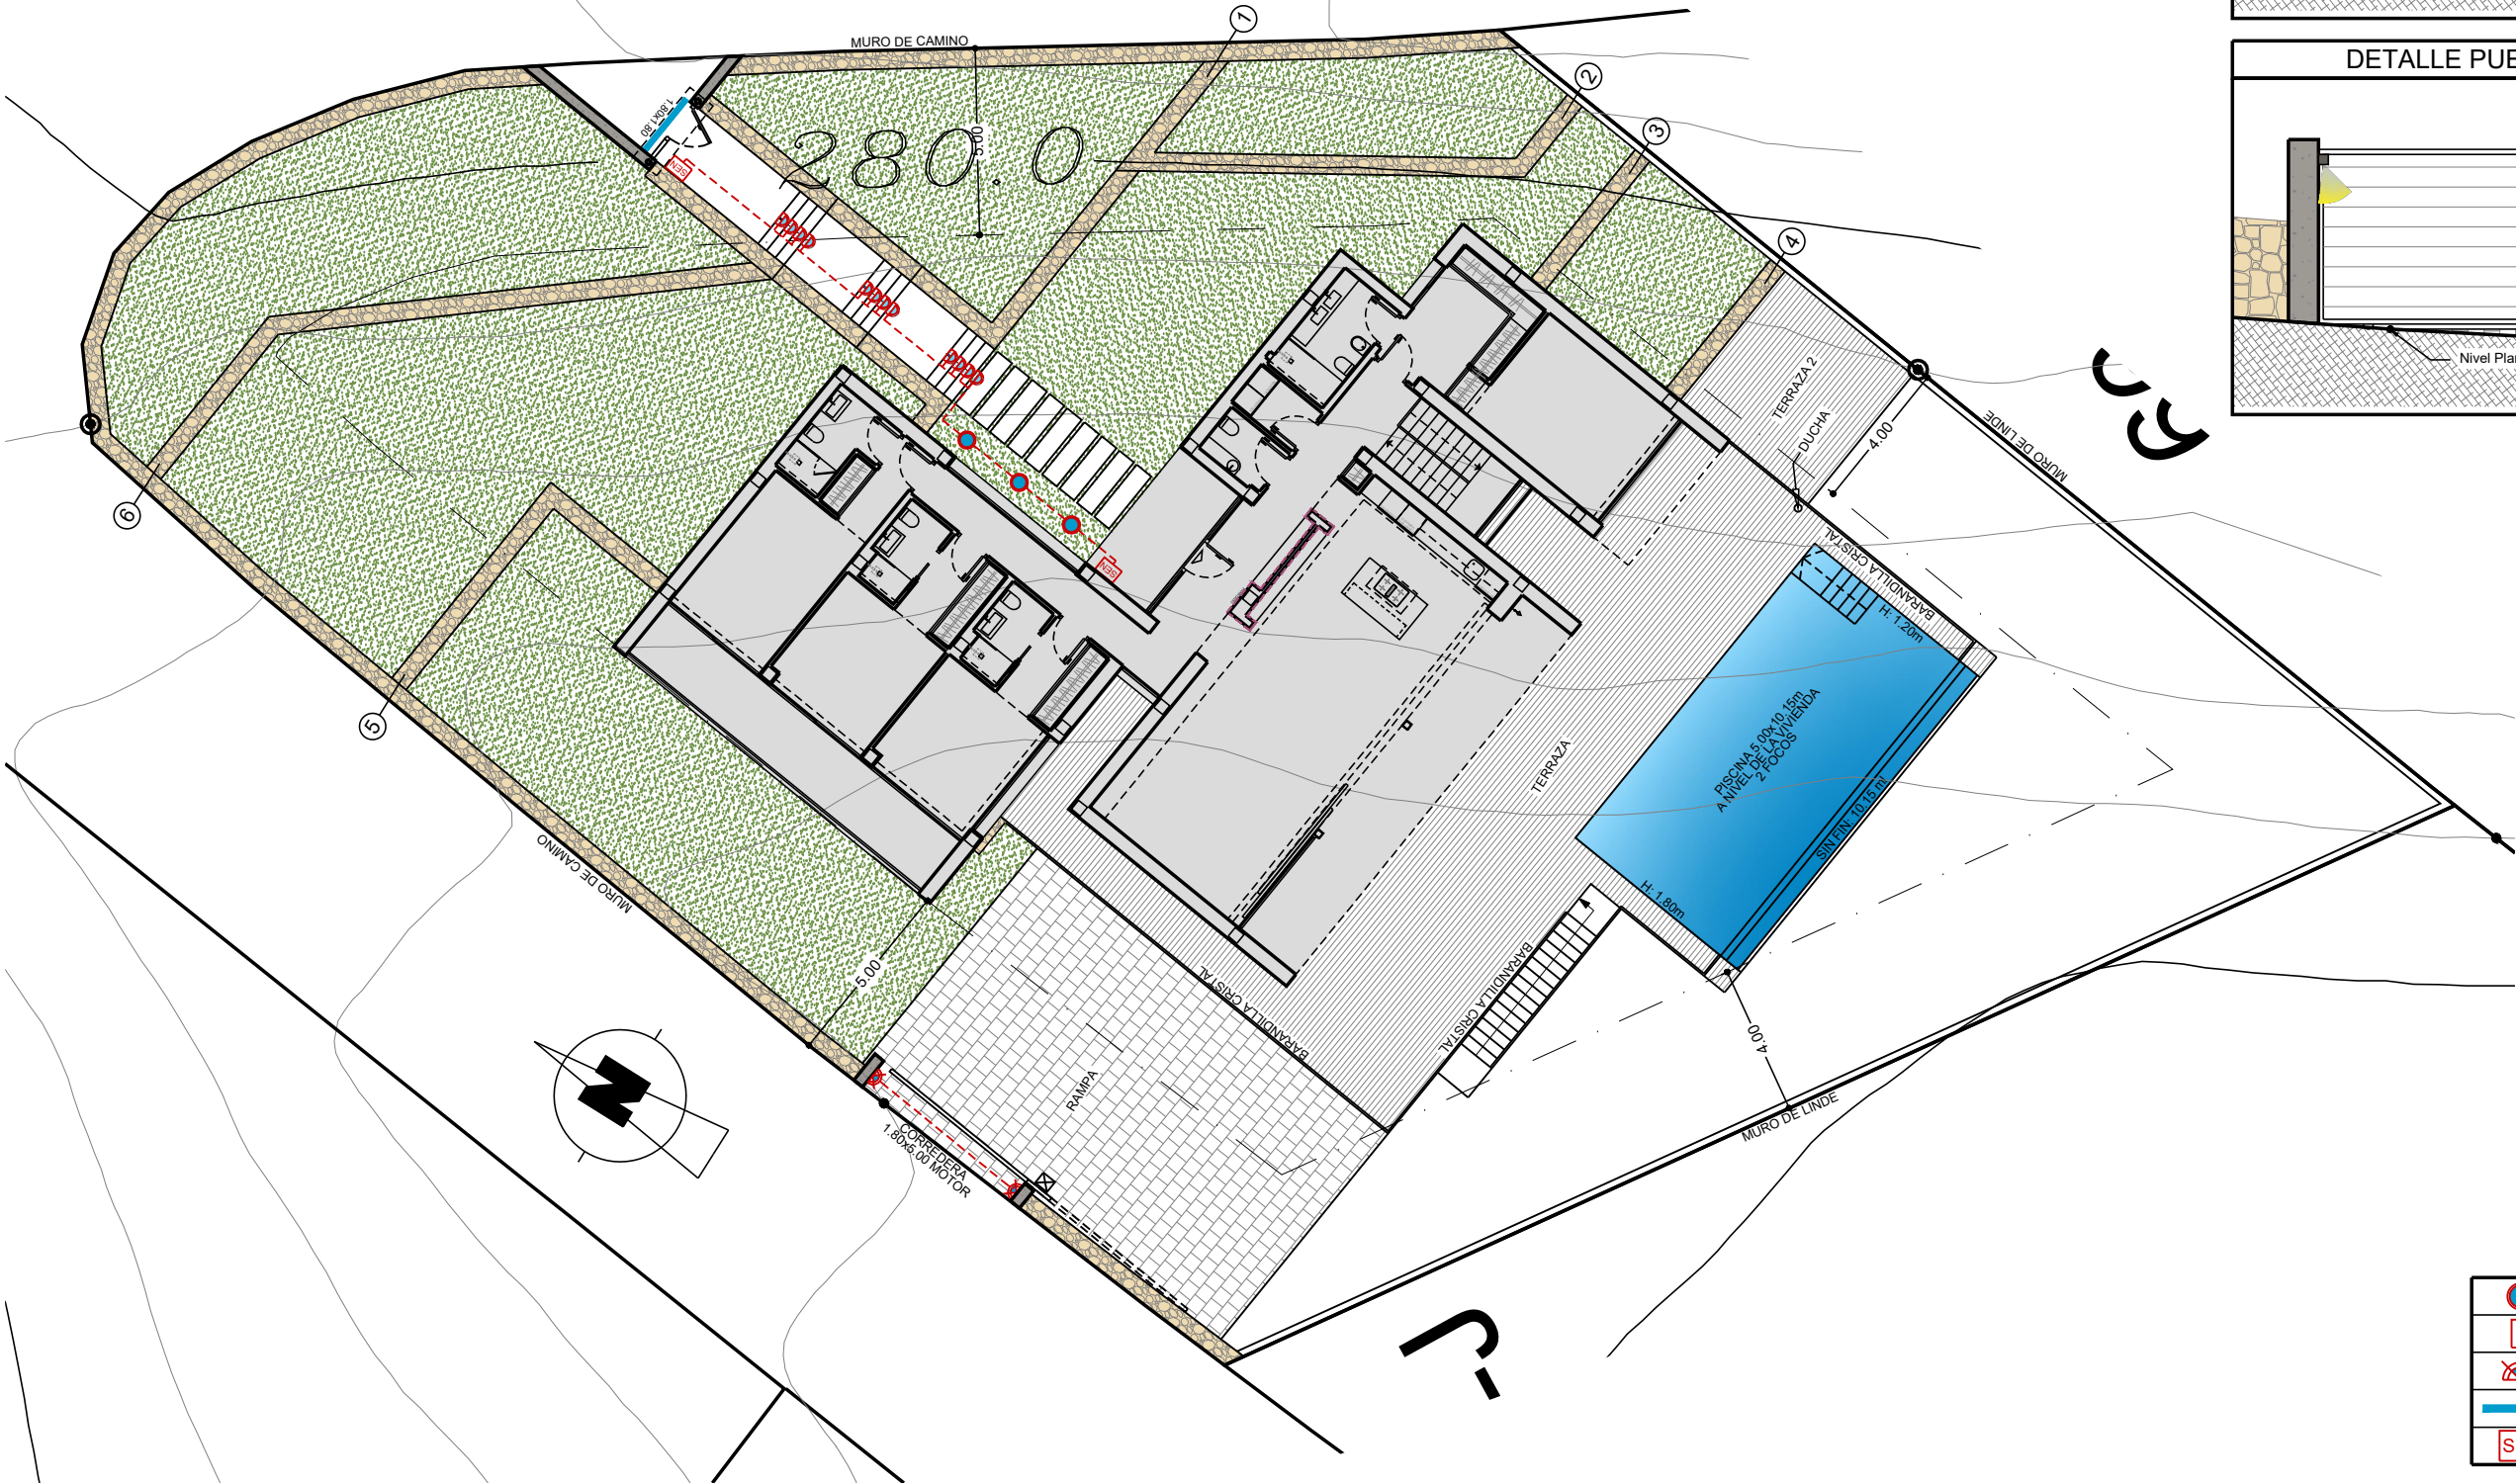 MURO DE CAMINO
1
2
3
4
DETALLE PUE
Nivel Plan
1.80x1.80
SEN
280.0
5.00
TERRAZA 2
DUCHA
4.00
MURO DE LINDE
BARANDILLA CRISTAL
H: 1.20m
PISCINA 5.00x10.15m
A NIVEL DE LA VIVIENDA
2 FOCOS
SIN FIN: 10.15 ml
H: 1.80m
TERRAZA
6
5
SEN
MURO DE CAMINO
5.00
BARANDILLA CRISTAL
BARANDILLA CRISTAL
4.00
MURO DE LINDE
RAMPA
CORREDERA
1.80x5.00 MOTOR
N
S